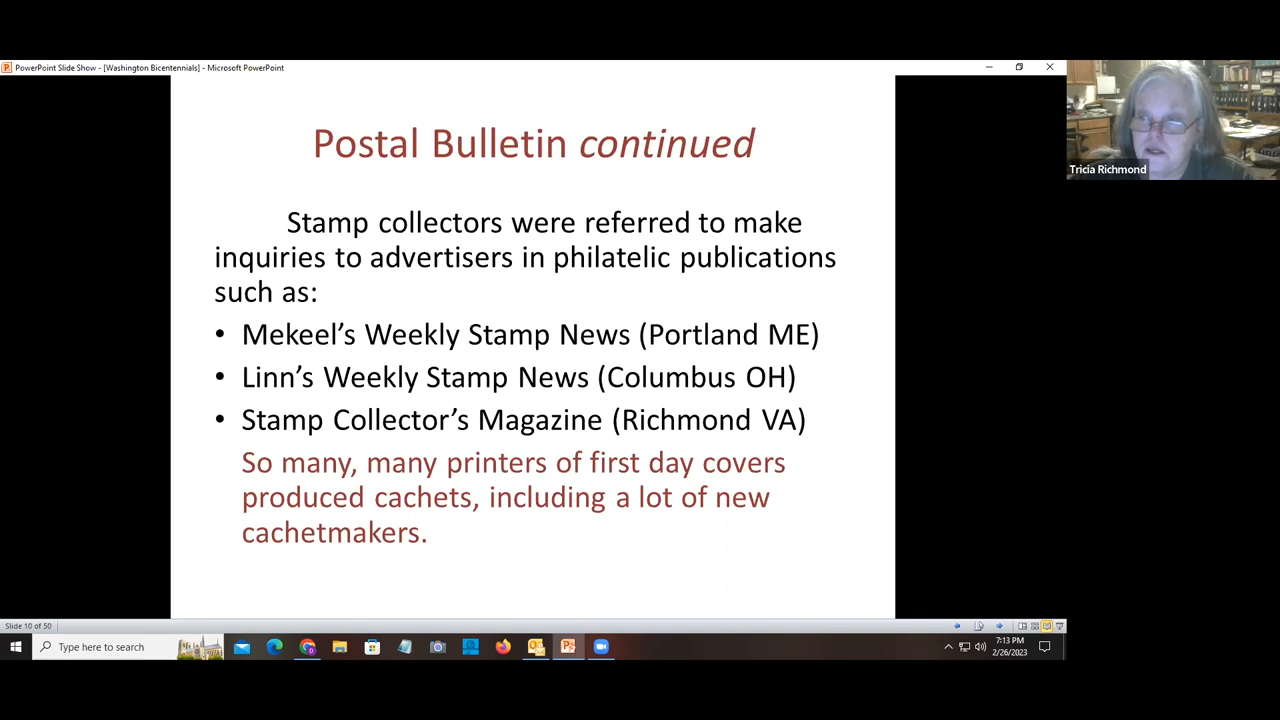 PowerPoint Slide Show - [Washington Bicentennials] - Microsoft PowerPoint
Postal Bulletin continued
Stamp collectors were referred to make
inquiries to advertisers in philatelic publications
such as:
• Mekeel’s Weekly Stamp News (Portland ME)
• Linn’s Weekly Stamp News (Columbus OH)
• Stamp Collector’s Magazine (Richmond VA)
So many, many printers of first day covers
produced cachets, including a lot of new
cachetmakers.
Tricia Richmond
Slide 10 of 50
Type here to search
7:13 PM
2/26/2023